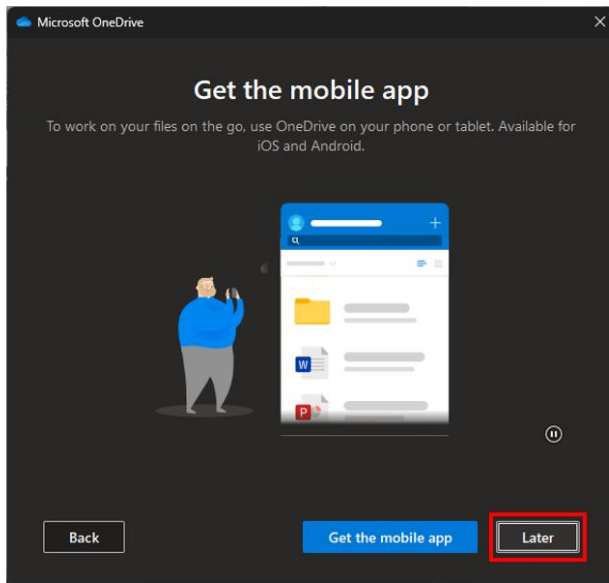 Microsoft OneDrive
Get the mobile app
To work on your files on the go, use OneDrive on your phone or tablet. Available for
iOS and Android.
W
P
Back
Get the mobile app
Later